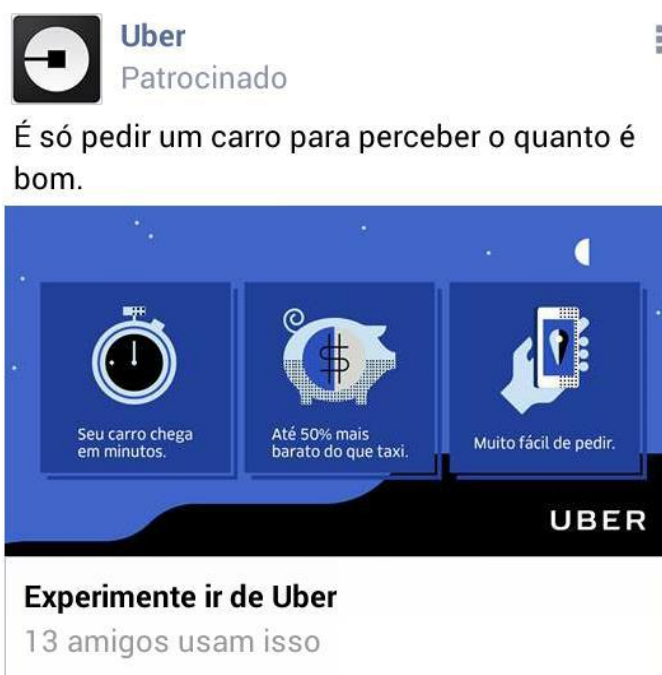 Uber
Patrocinado
É só pedir um carro para perceber o quanto é
bom.
Seu carro chega
em minutos.
Até 50% mais
barato do que taxi.
Muito fácil de pedir.
UBER
Experimente ir de Uber
13 amigos usam isso